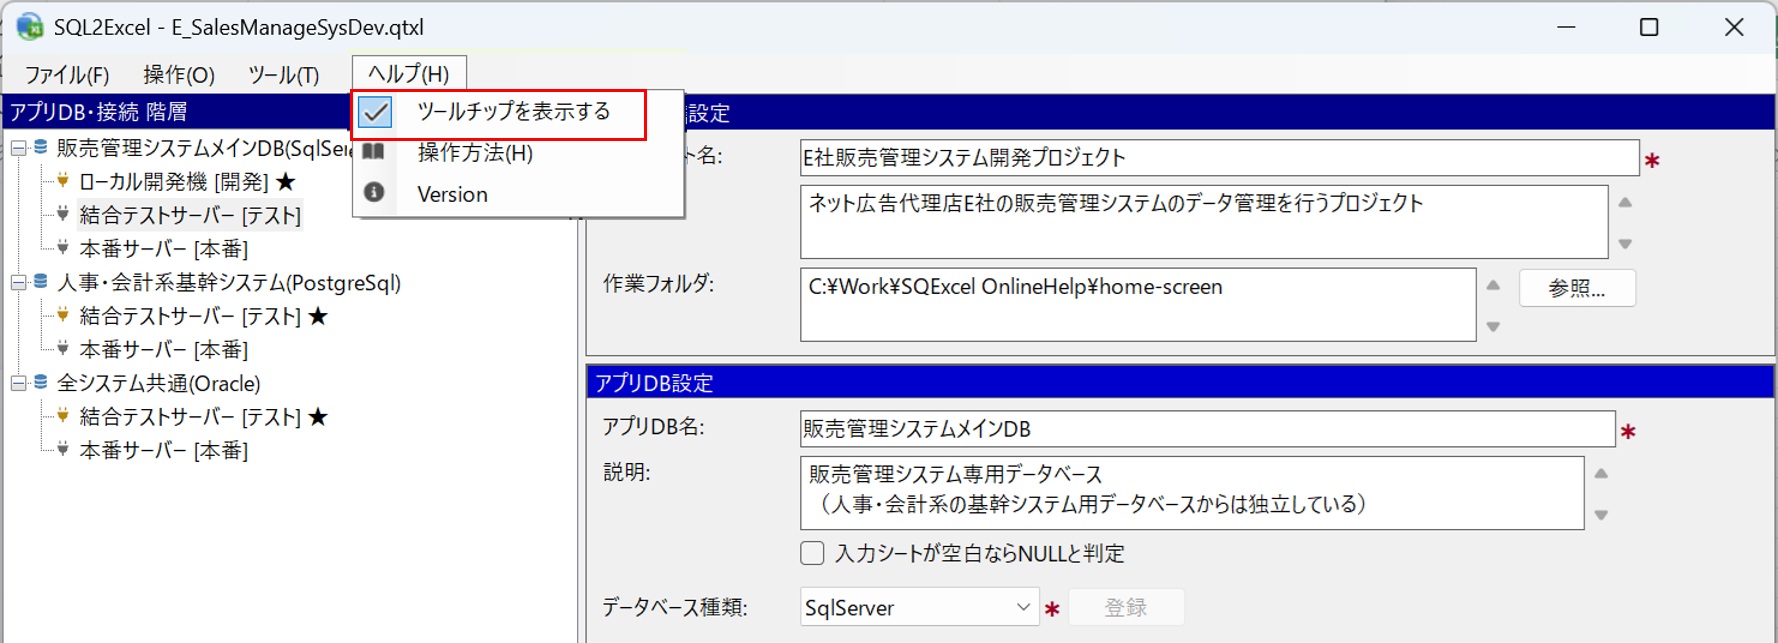 SQL2Excel - E_SalesManageSysDev.qtxl
ファイル(F) 操作(O) ツール(T) ヘルプ(H)
ツールチップを表示する
操作方法(H)
Version
アプリDB・接続 階層
販売管理システムメインDB(SqlSer
ローカル開発機 [開発] ★
結合テストサーバー [テスト]
本番サーバー [本番]
人事・会計系基幹システム(PostgreSql)
結合テストサーバー [テスト] ★
本番サーバー [本番]
全システム共通(Oracle)
結合テストサーバー [テスト] ★
本番サーバー [本番]
設定
ト名: E社販売管理システム開発プロジェクト *
ネット広告代理店E社の販売管理システムのデータ管理を行うプロジェクト
作業フォルダ: C:¥Work¥SQExcel OnlineHelp¥home-screen 参照...
アプリDB設定
アプリDB名: 販売管理システムメインDB *
説明: 販売管理システム専用データベース
（人事・会計系の基幹システム用データベースからは独立している）
入力シートが空白ならNULLと判定
データベース種類: SqlServer * 登録